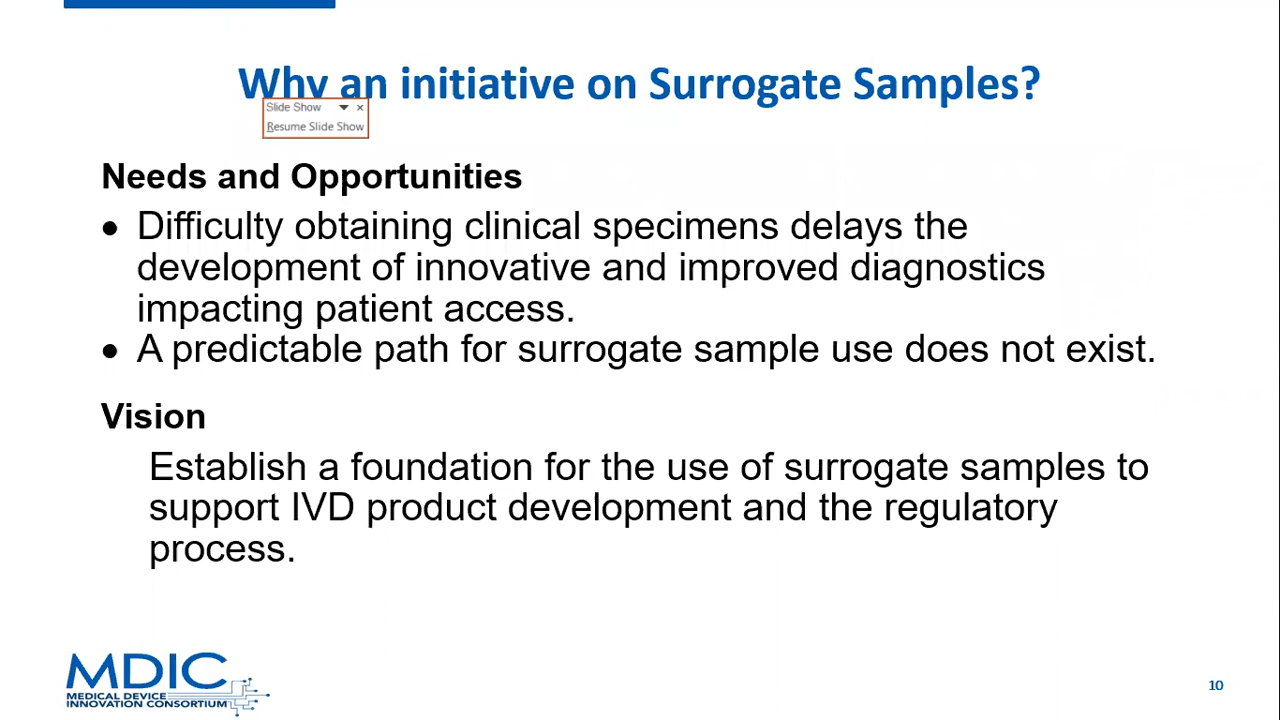 Why an initiative on Surrogate Samples?
Slide Show
Resume Slide Show
Needs and Opportunities
• Difficulty obtaining clinical specimens delays the
development of innovative and improved diagnostics
impacting patient access.
• A predictable path for surrogate sample use does not exist.
Vision
Establish a foundation for the use of surrogate samples to
support IVD product development and the regulatory
process.
MDIC
MEDICAL DEVICE
INNOVATION CONSORTIUM
10